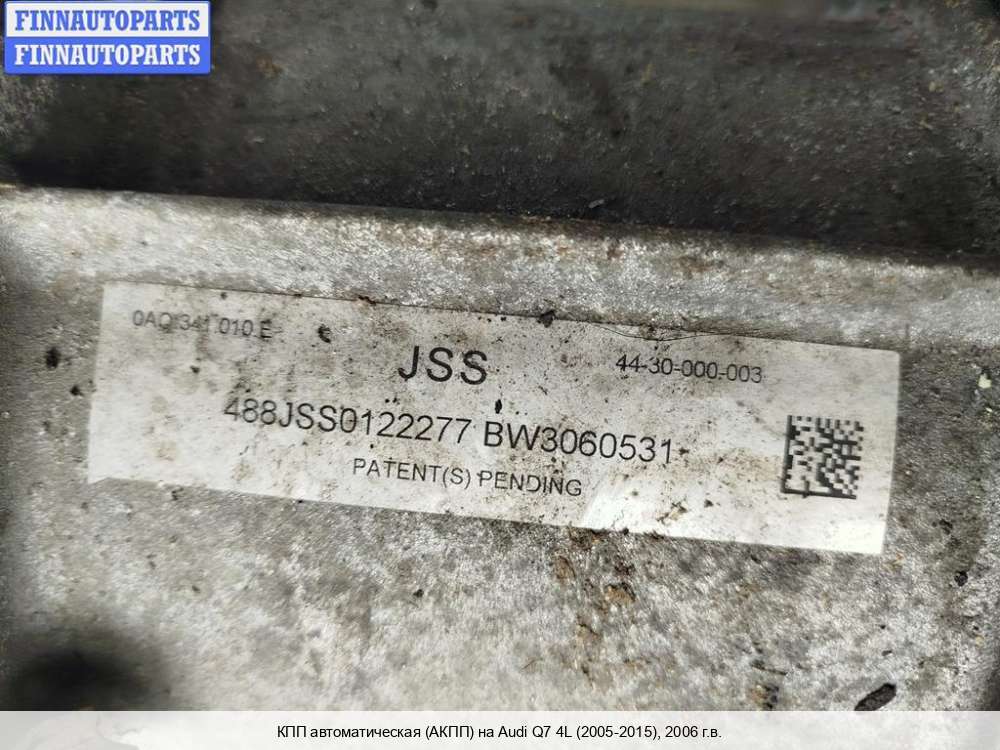 FINNAUTOPARTS
FINNAUTOPARTS
0AQ 341 010 E
JSS
44-30-000-003
488JSS0122277 BW3060531
PATENT(S) PENDING
КПП автоматическая (АКПП) на Audi Q7 4L (2005-2015), 2006 г.в.